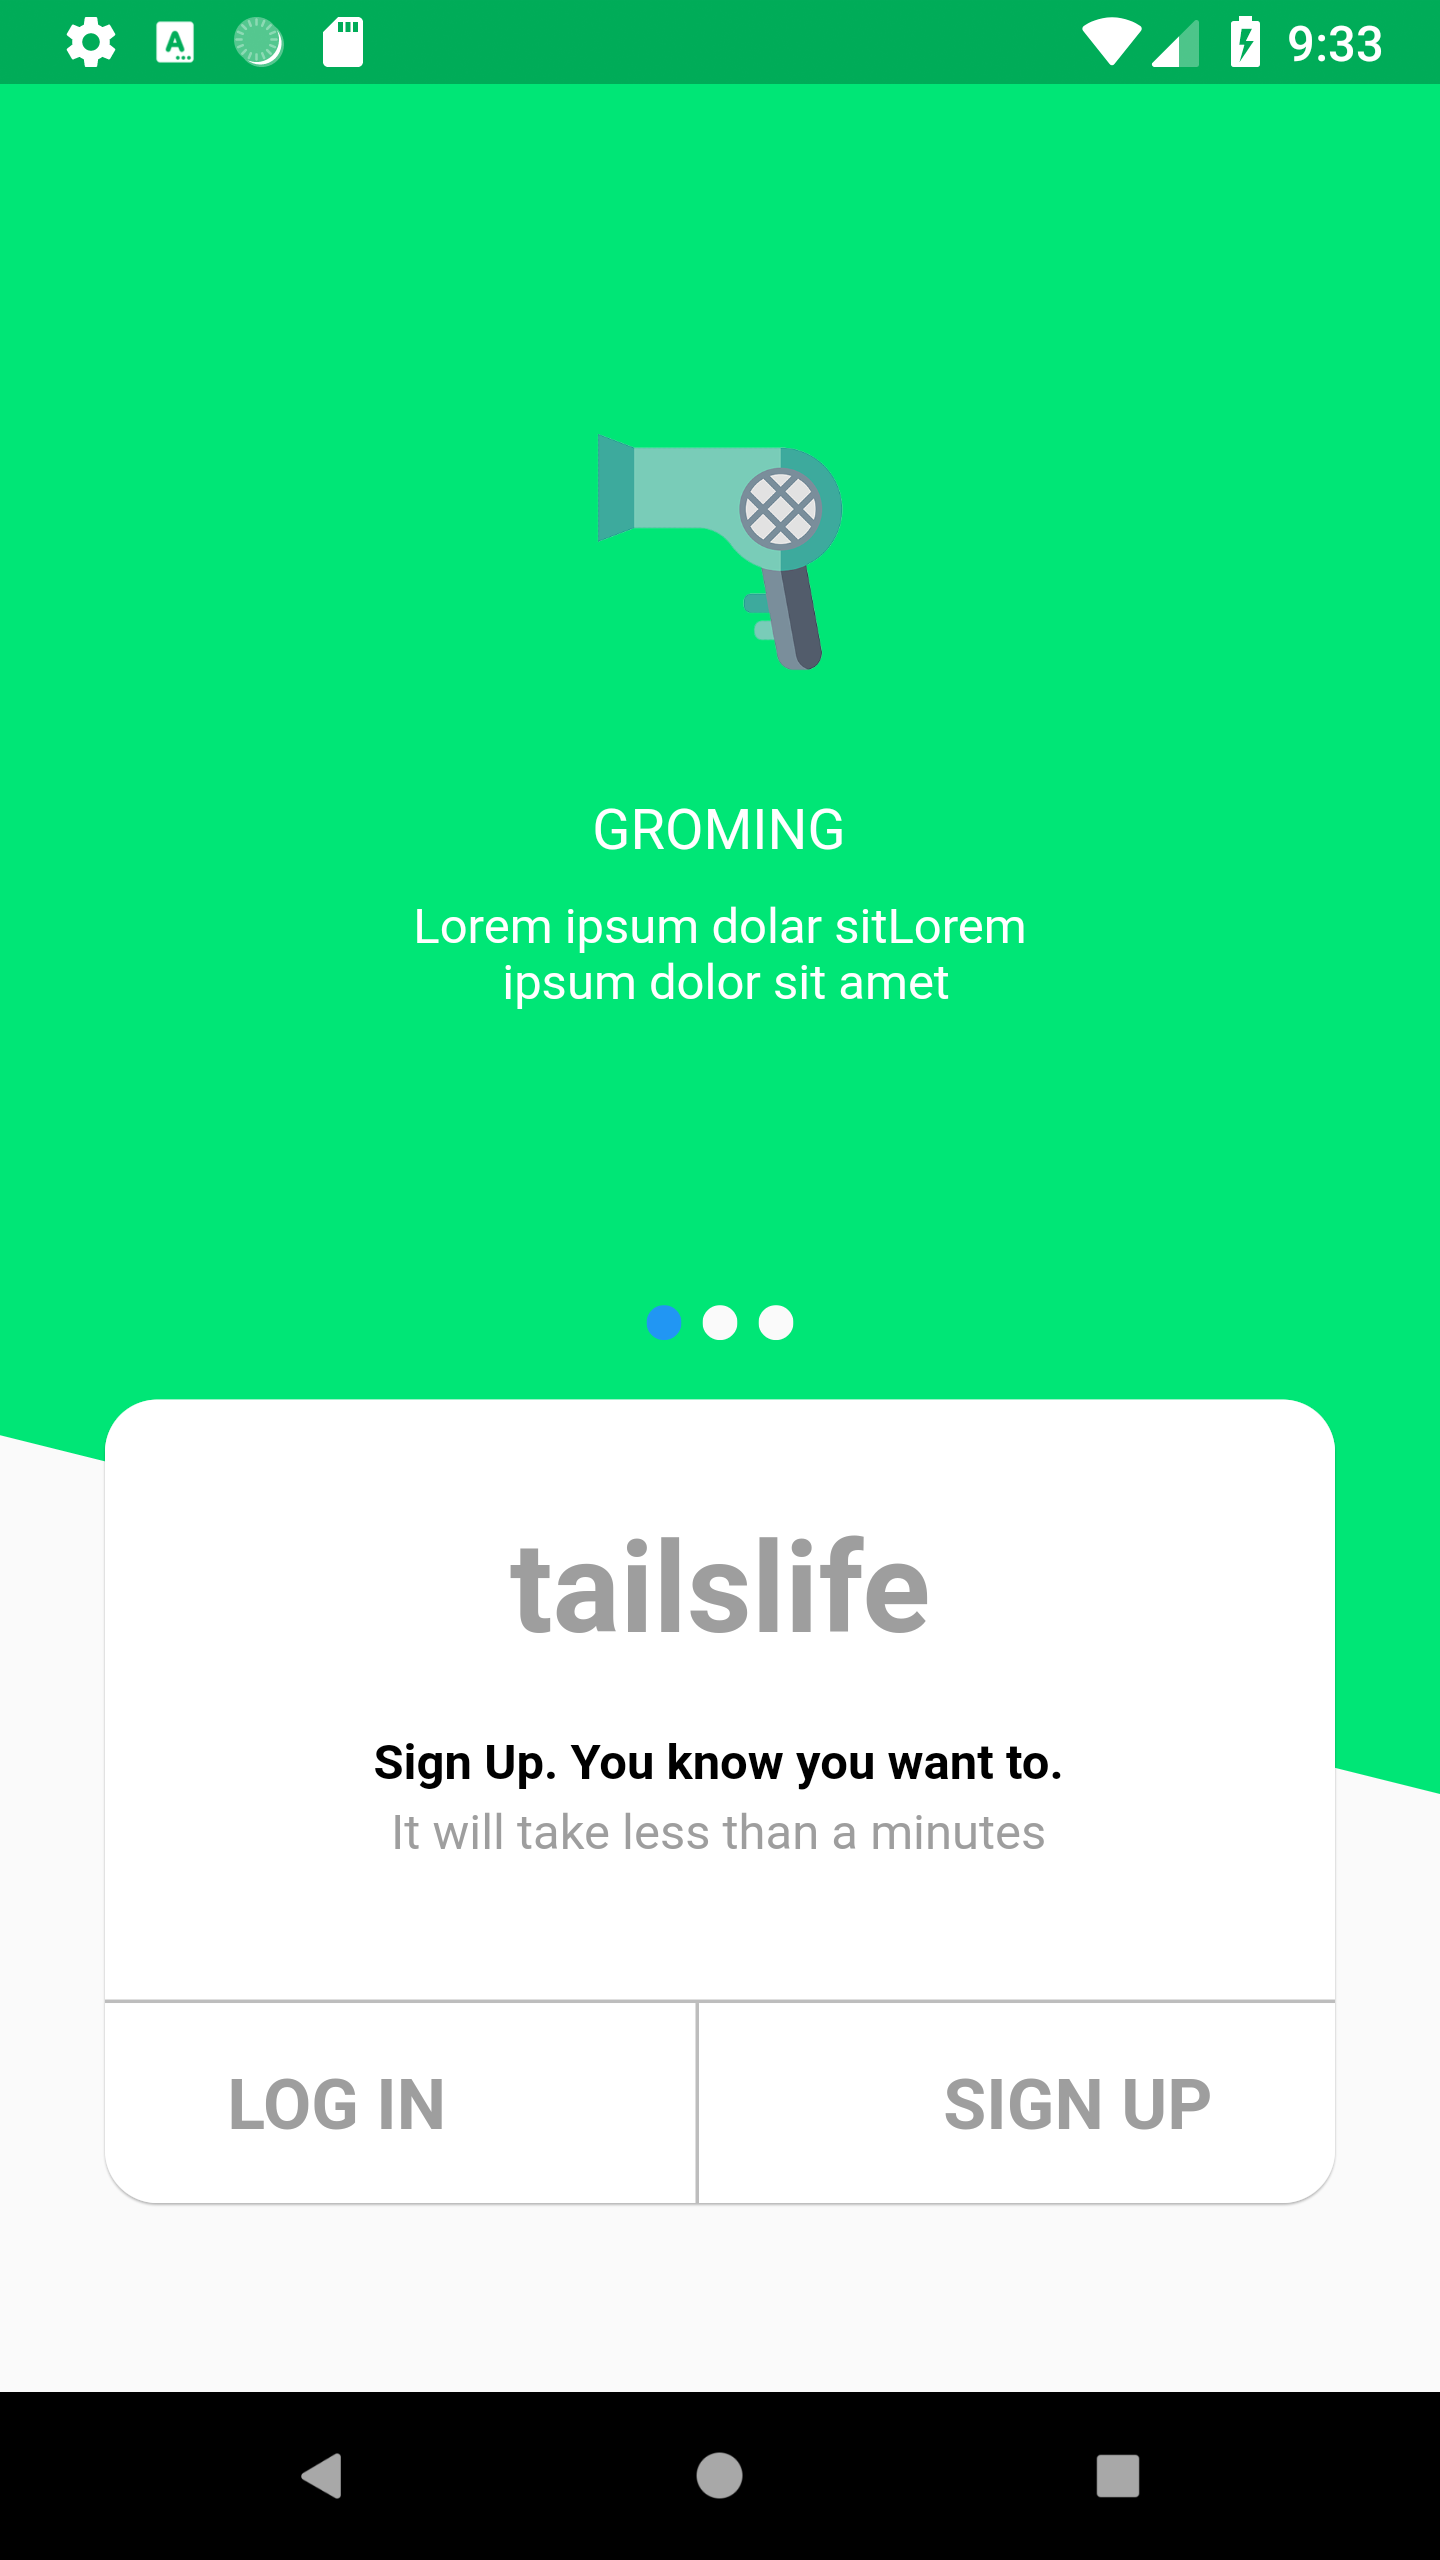 9:33
GROMING
Lorem ipsum dolar sitLorem
ipsum dolor sit amet
tailslife
Sign Up. You know you want to.
It will take less than a minutes
LOG IN
SIGN UP